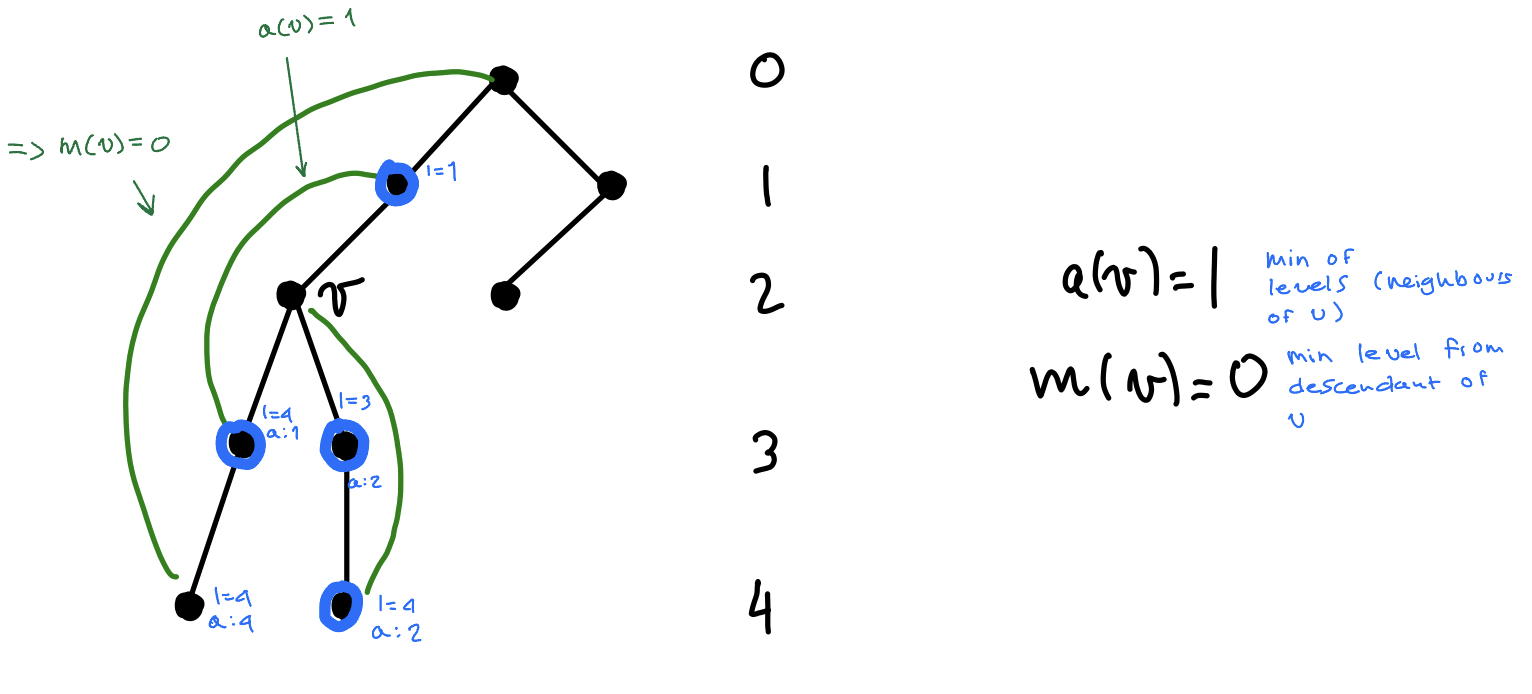 a(v)=1
0
=> m(v)=0
l=1
1
v
2
a(v)=1
min of
levels (neighbours
of v)
m(v)=0
min level from
descendant of
v
l=4
a:1
l=3
a:2
3
l=4
a:4
l=4
a:2
4